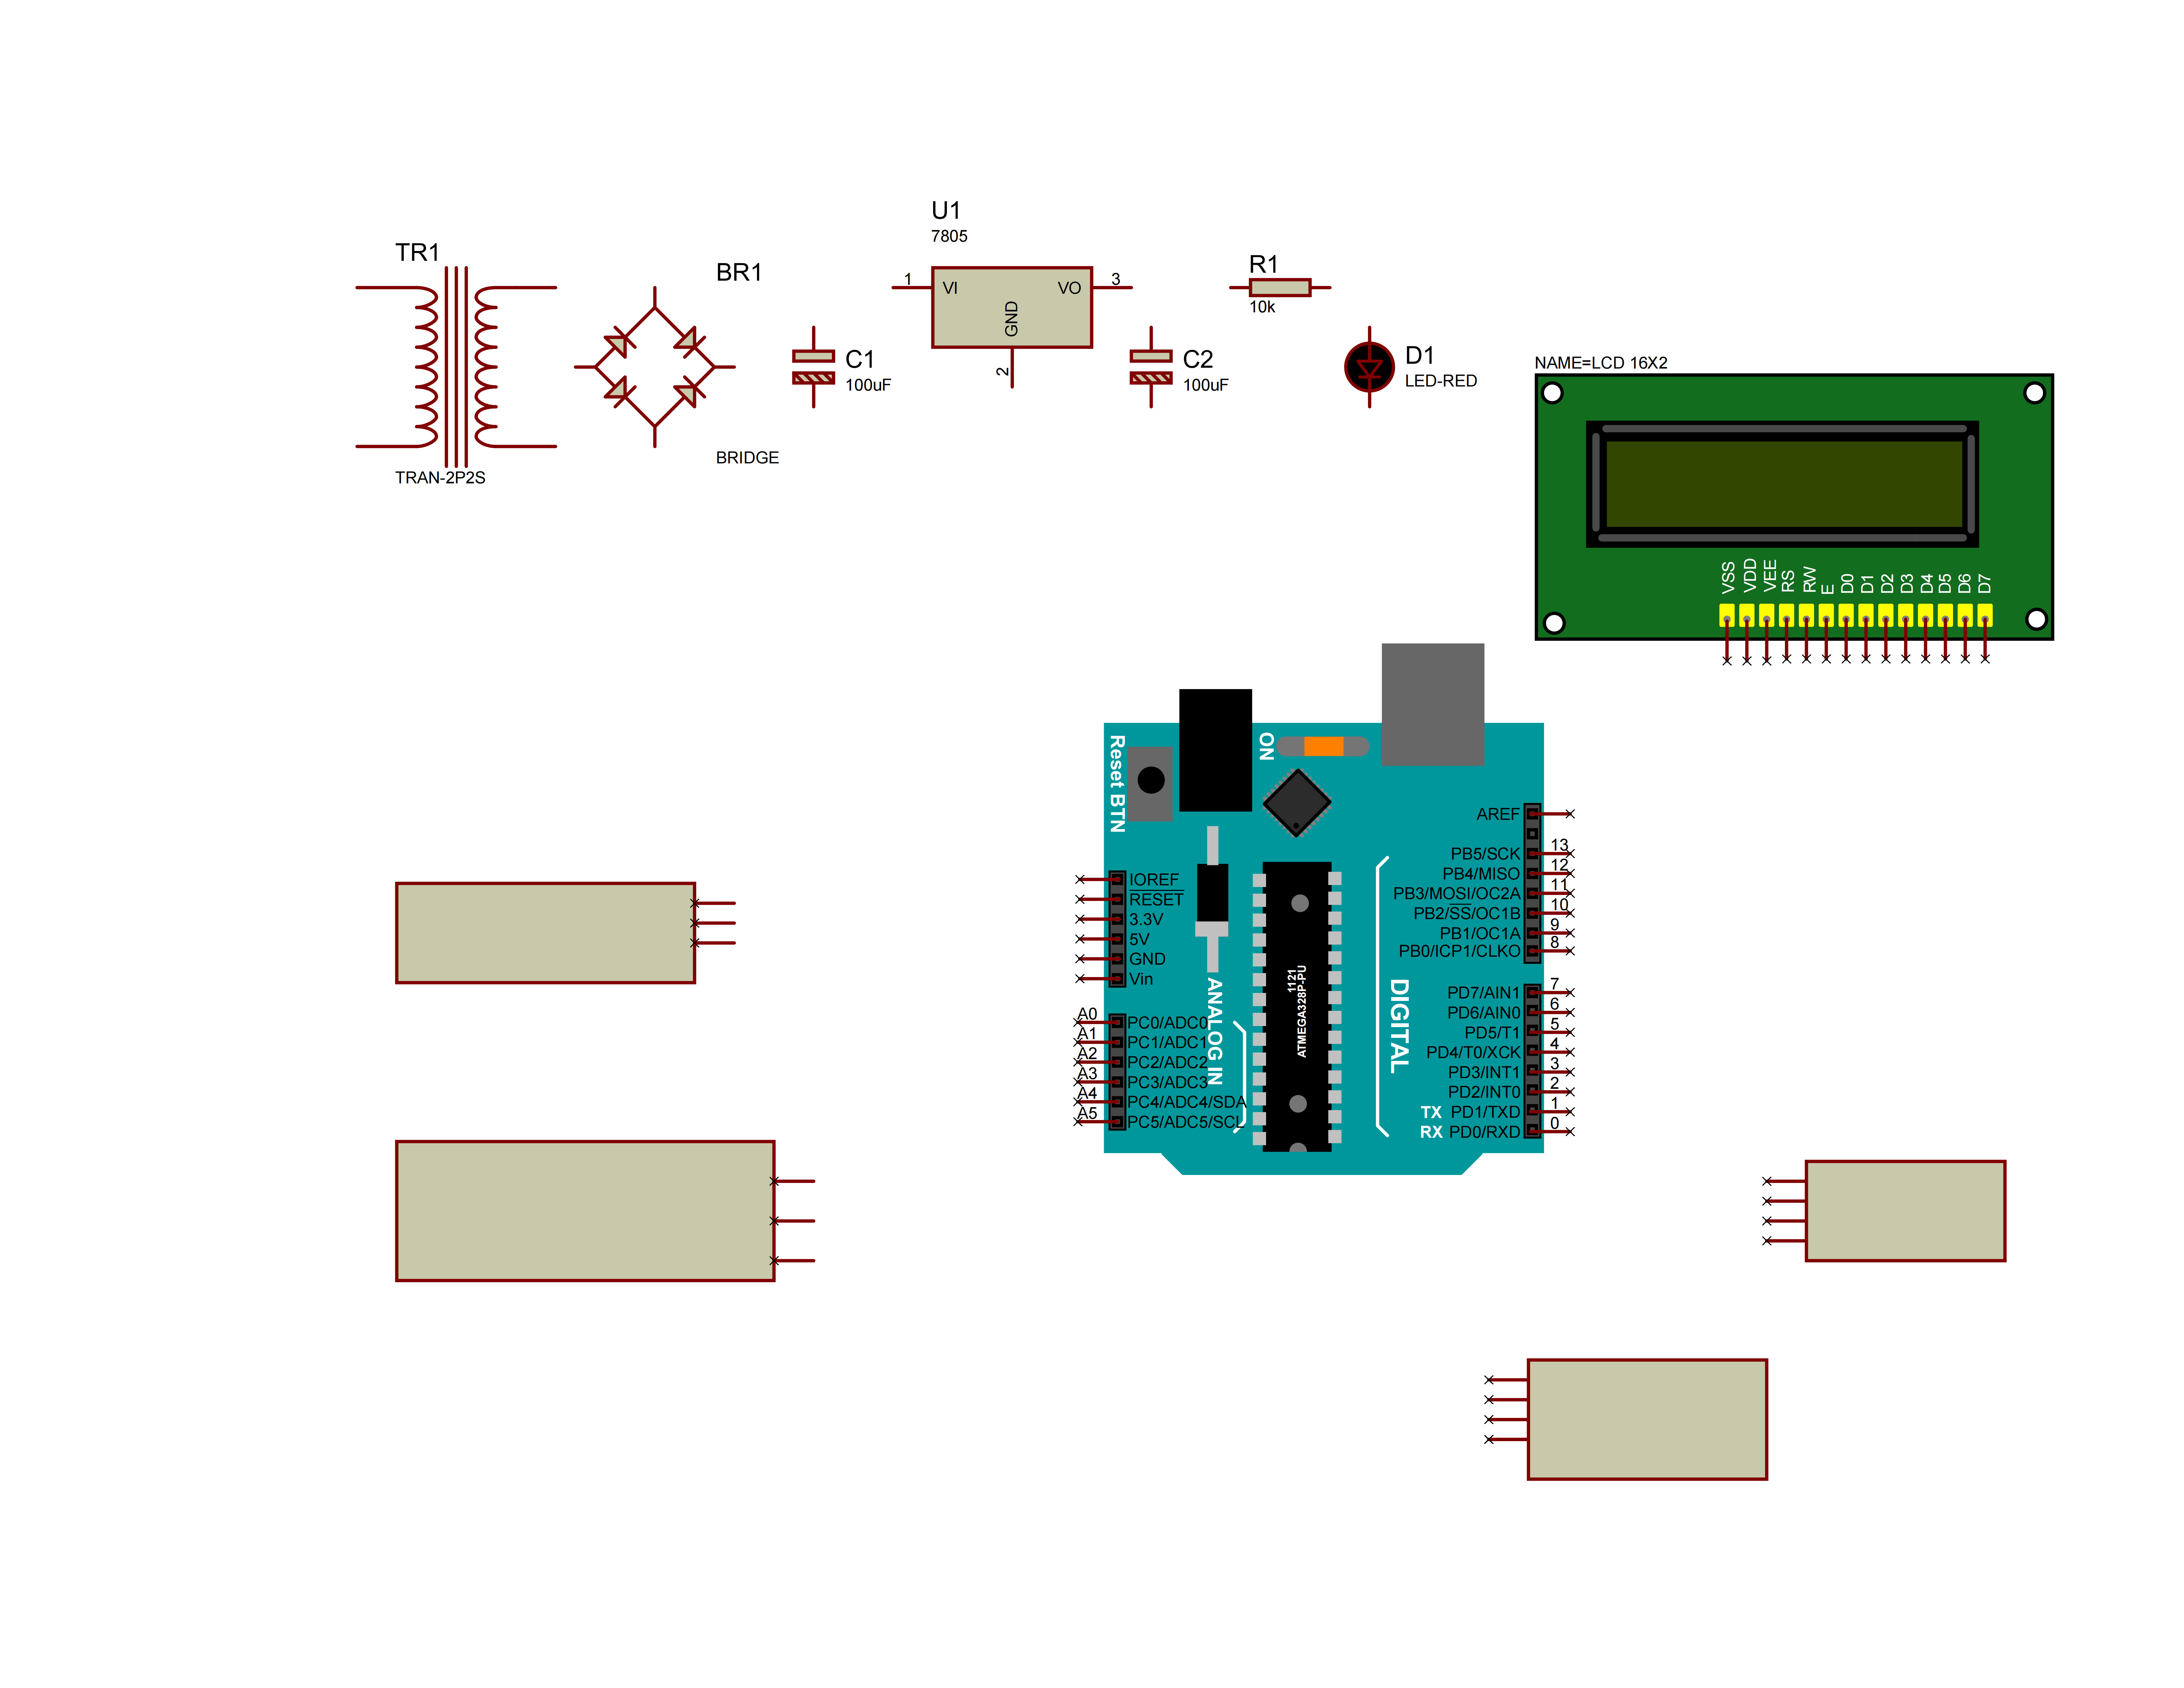 U1
7805
TR1
BR1
1
VI
VO
3
GND
2
R1
10k
C1
100uF
C2
100uF
D1
LED-RED
BRIDGE
TRAN-2P2S
NAME=LCD 16X2
VSS
VDD
VEE
RS
RW
E
D0
D1
D2
D3
D4
D5
D6
D7
Reset BTN
ON
AREF
PB5/SCK 13
PB4/MISO 12
PB3/MOSI/OC2A 11
PB2/SS/OC1B 10
PB1/OC1A 9
PB0/ICP1/CLKO 8
IOREF
RESET
3.3V
5V
GND
Vin
ANALOG IN
1121
ATMEGA328P-PU
DIGITAL
A0 PC0/ADC0
A1 PC1/ADC1
A2 PC2/ADC2
A3 PC3/ADC3
A4 PC4/ADC4/SDA
A5 PC5/ADC5/SCL
PD7/AIN1 7
PD6/AIN0 6
PD5/T1 5
PD4/T0/XCK 4
PD3/INT1 3
PD2/INT0 2
TX PD1/TXD 1
RX PD0/RXD 0